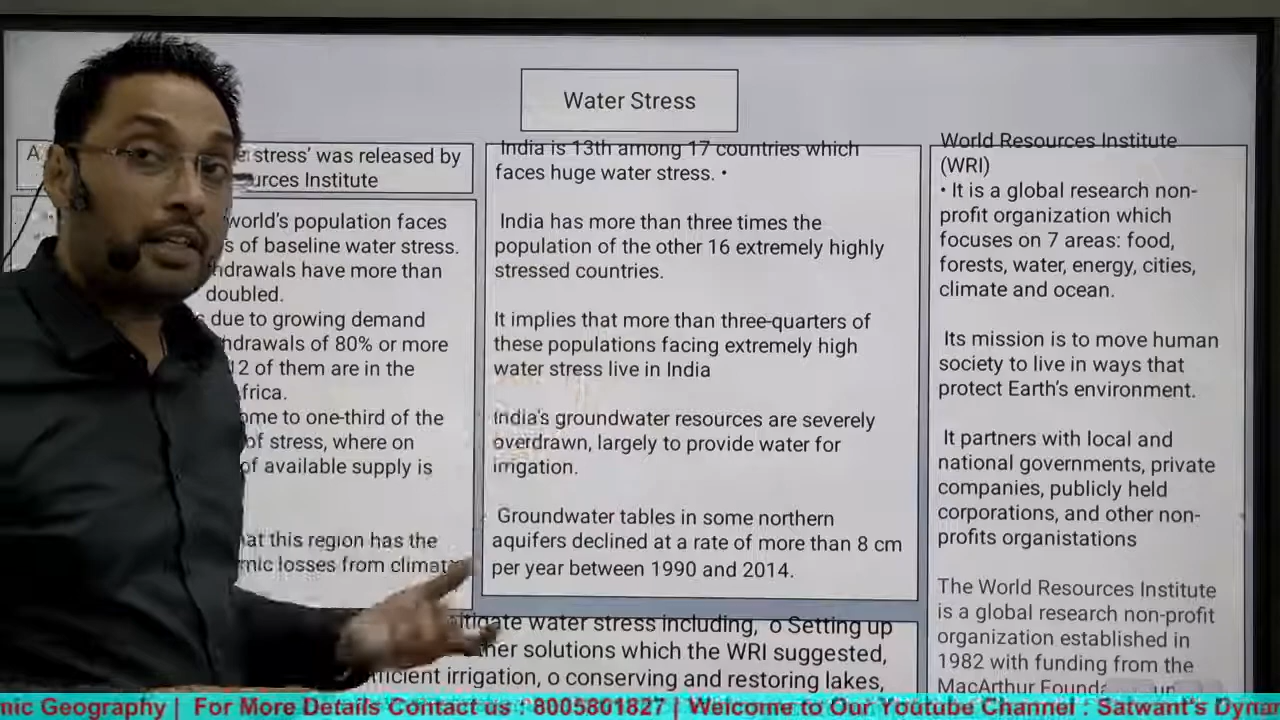 Water Stress
A
stress' was released by
urces Institute
world's population faces
s of baseline water stress.
hdrawals have more than
doubled.
due to growing demand
hdrawals of 80% or more
12 of them are in the
frica.
ome to one-third of the
of stress, where on
of available supply is
at this region has the
mic losses from climat
India is 13th among 17 countries which
faces huge water stress. •
India has more than three times the
population of the other 16 extremely highly
stressed countries.
It implies that more than three-quarters of
these populations facing extremely high
water stress live in India
India's groundwater resources are severely
overdrawn, largely to provide water for
irrigation.
Groundwater tables in some northern
aquifers declined at a rate of more than 8 cm
per year between 1990 and 2014.
itigate water stress including, o Setting up
her solutions which the WRI suggested,
ficient irrigation, o conserving and restoring lakes,
World Resources Institute
(WRI)
• It is a global research non-
profit organization which
focuses on 7 areas: food,
forests, water, energy, cities,
climate and ocean.
Its mission is to move human
society to live in ways that
protect Earth's environment.
It partners with local and
national governments, private
companies, publicly held
corporations, and other non-
profits organistations
The World Resources Institute
is a global research non-profit
organization established in
1982 with funding from the
MacArthur Founda
mic Geography | For More Details Contact us : 8005801827 | Welcome to Our Youtube Channel : Satwant's Dynam